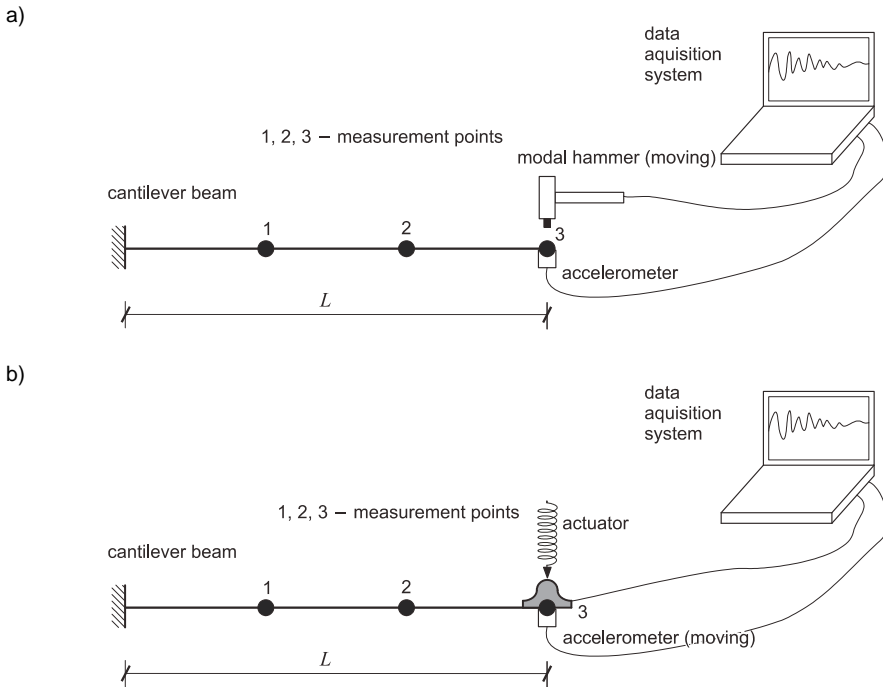 a)
data
aquisition
system
1, 2, 3 – measurement points
modal hammer (moving)
cantilever beam
1
2
3
accelerometer
L
b)
data
aquisition
system
1, 2, 3 – measurement points
actuator
cantilever beam
1
2
3
accelerometer (moving)
L